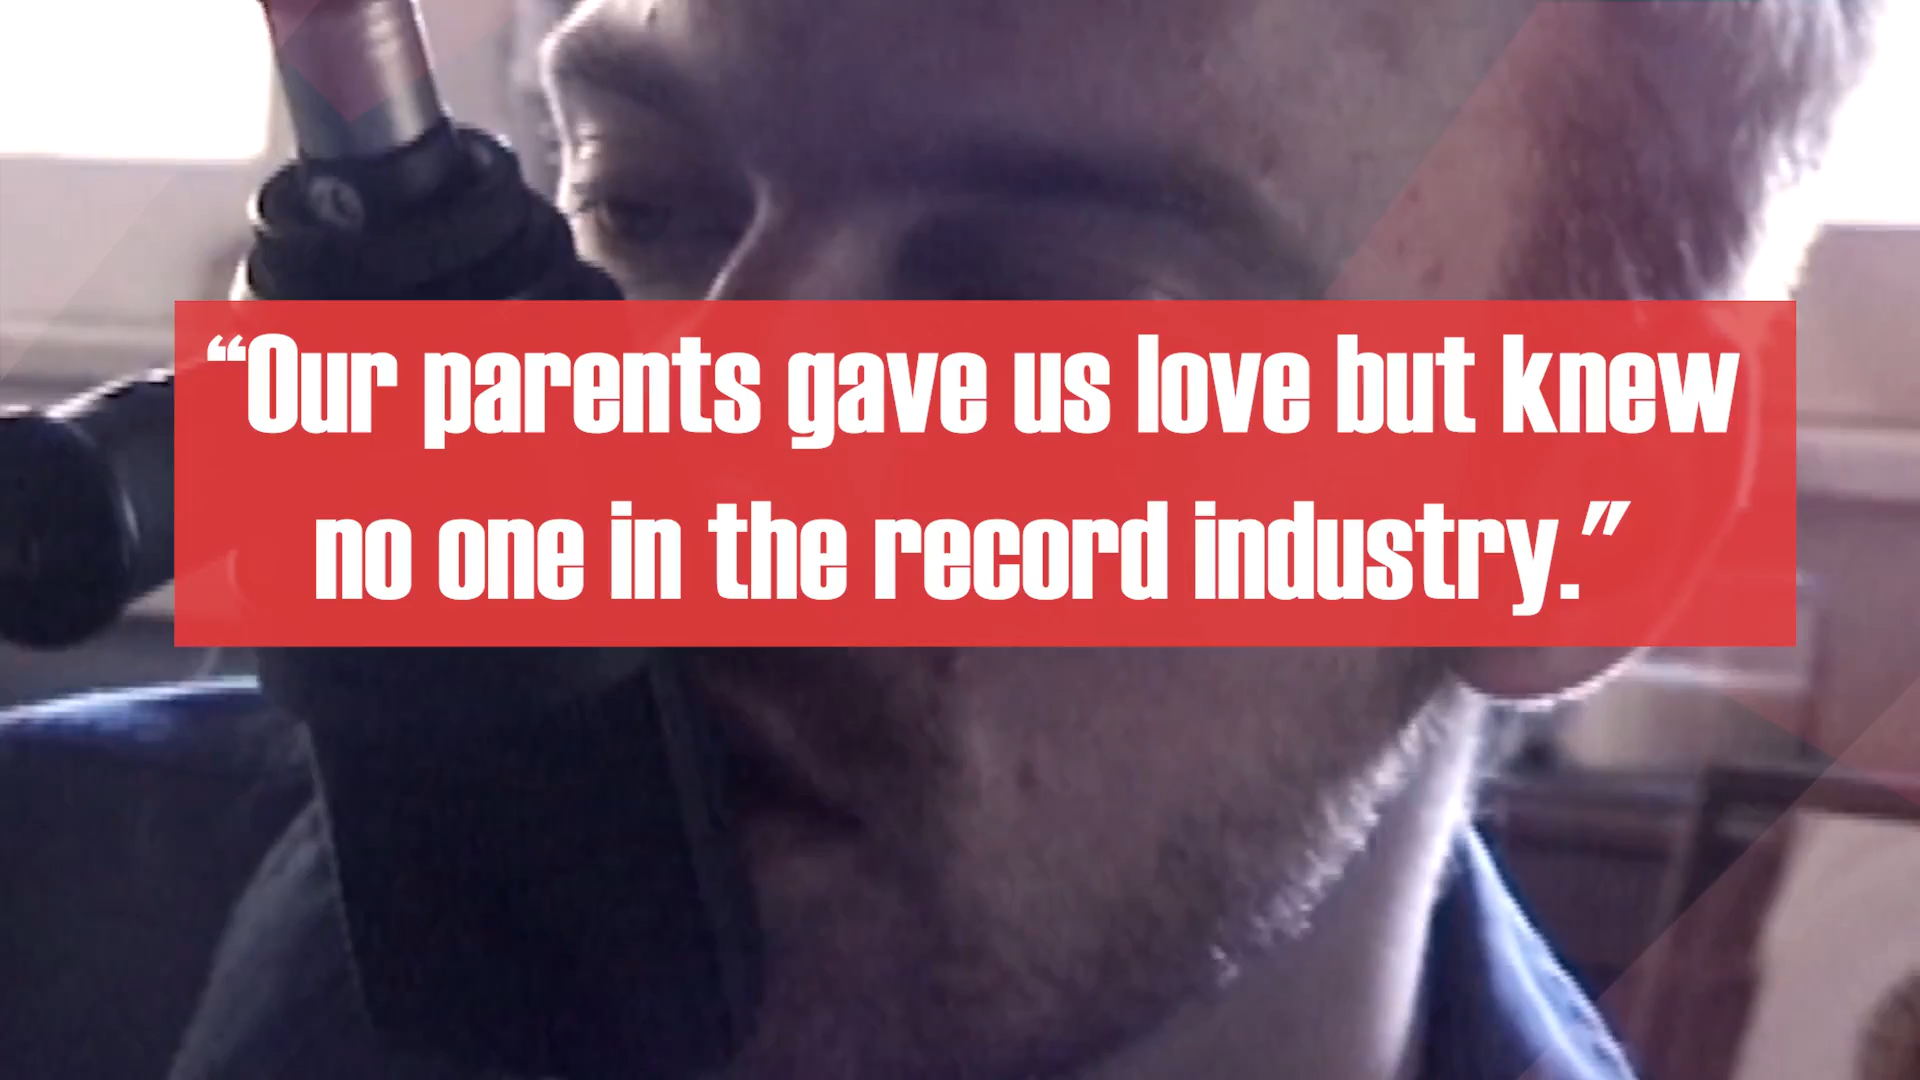 “Our parents gave us love but knew
no one in the record industry.”